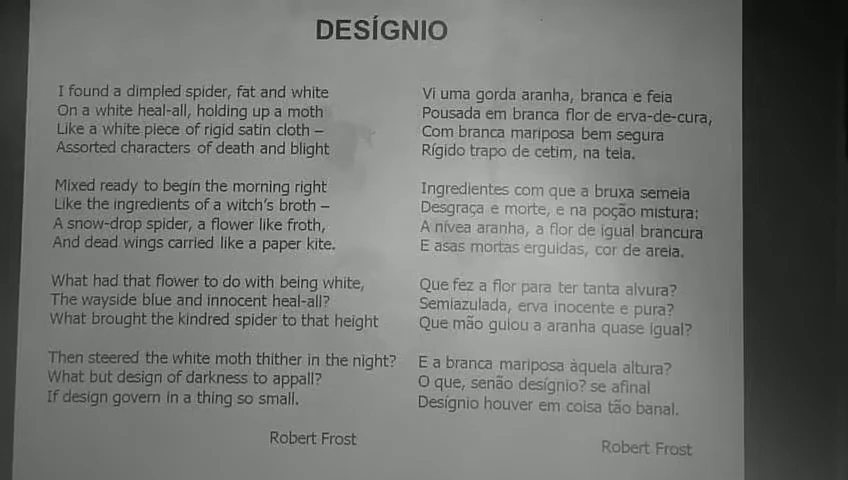 DESÍGNIO
I found a dimpled spider, fat and white
On a white heal-all, holding up a moth
Like a white piece of rigid satin cloth –
Assorted characters of death and blight
Mixed ready to begin the morning right
Like the ingredients of a witch's broth –
A snow-drop spider, a flower like froth,
And dead wings carried like a paper kite.
What had that flower to do with being white,
The wayside blue and innocent heal-all?
What brought the kindred spider to that height
Then steered the white moth thither in the night?
What but design of darkness to appall?
If design govern in a thing so small.
Robert Frost
Vi uma gorda aranha, branca e feia
Pousada em branca flor de erva-de-cura,
Com branca mariposa bem segura
Rígido trapo de cetim, na teia.
Ingredientes com que a bruxa semeia
Desgraça e morte, e na poção mistura:
A nívea aranha, a flor de igual brancura
E asas mortas erguidas, cor de areia.
Que fez a flor para ter tanta alvura?
Semiazulada, erva inocente e pura?
Que mão guiou a aranha quase igual?
E a branca mariposa àquela altura?
O que, senão desígnio? se afinal
Desígnio houver em coisa tão banal.
Robert Frost